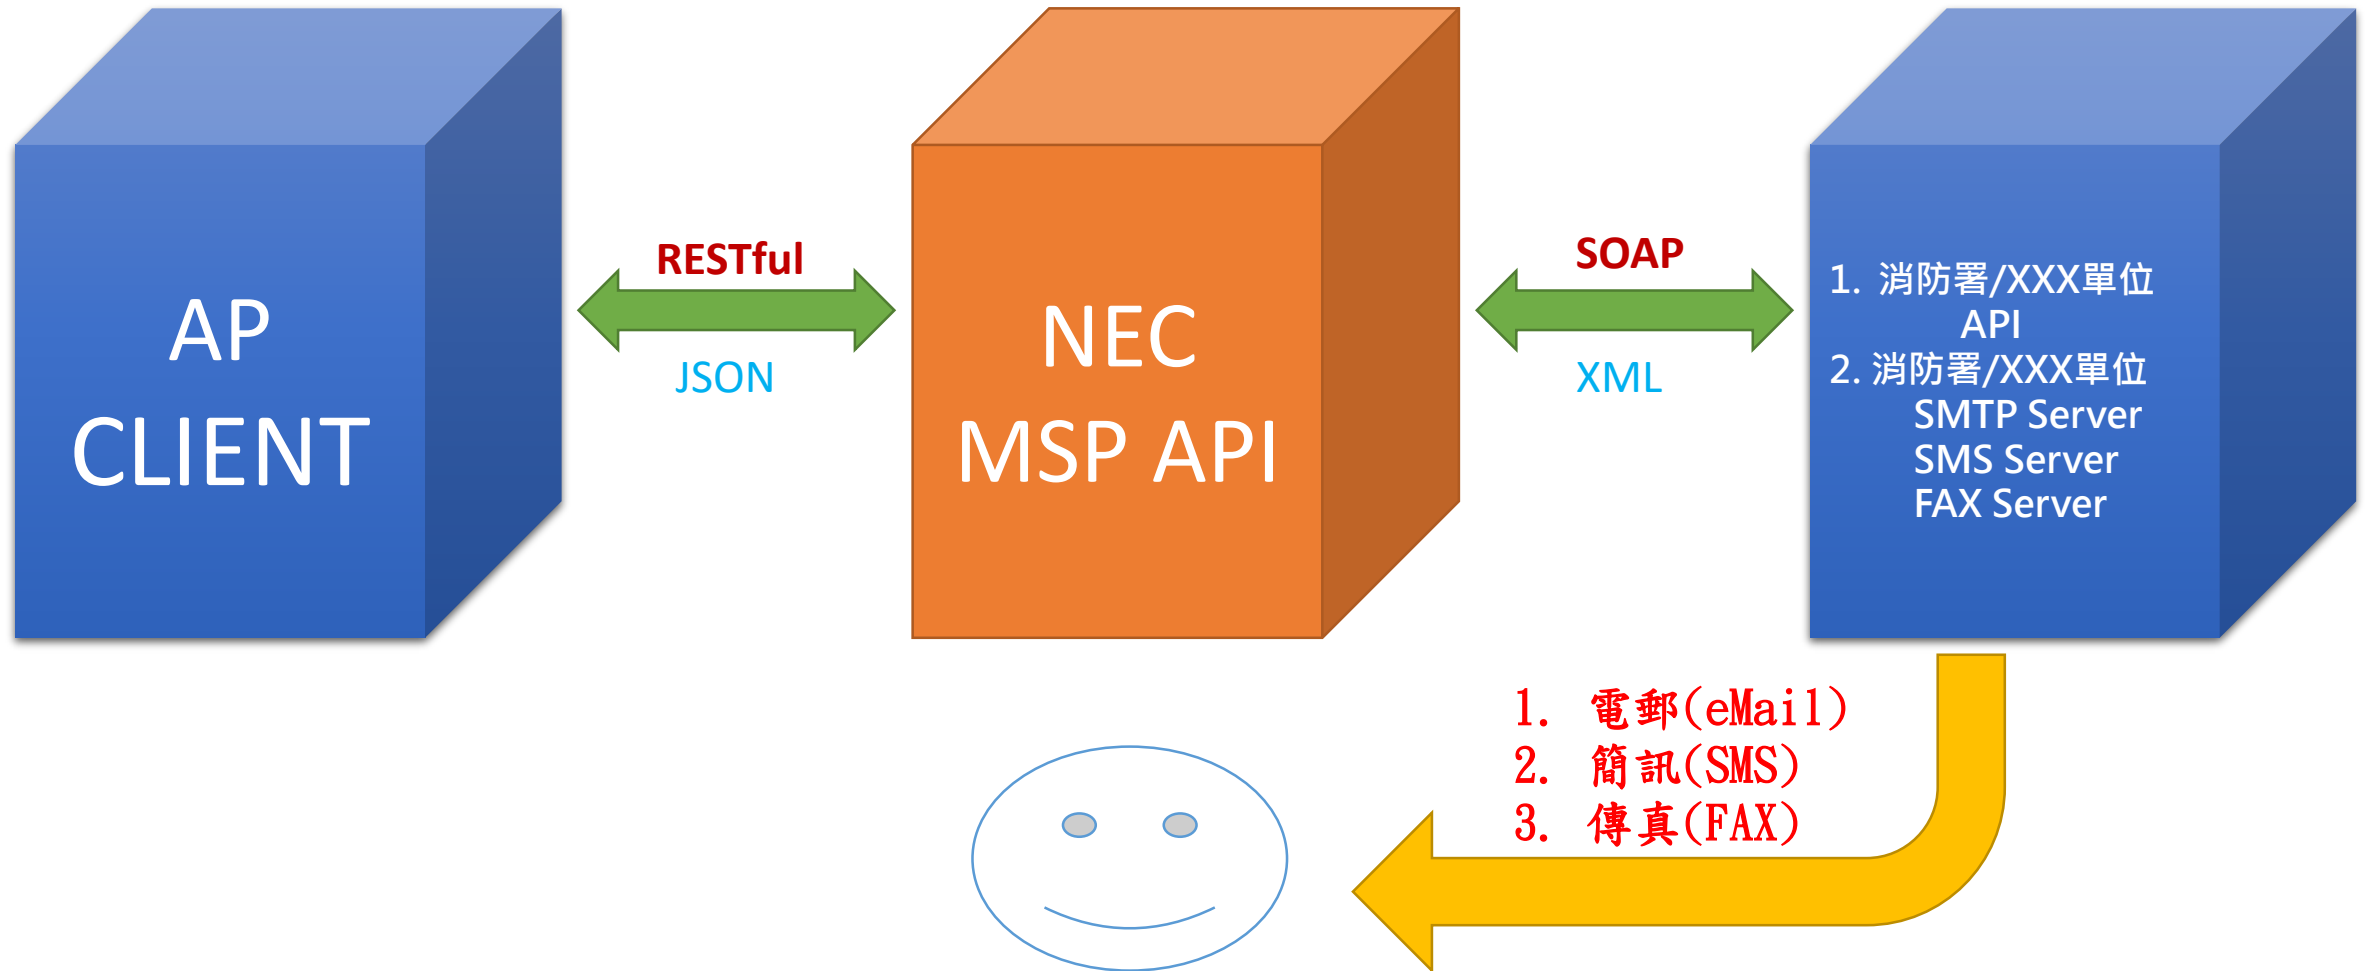 AP
CLIENT
RESTful
JSON
NEC
MSP API
SOAP
XML
1. 消防署/XXX單位
API
2. 消防署/XXX單位
SMTP Server
SMS Server
FAX Server
1. 電郵(eMail)
2. 簡訊(SMS)
3. 傳真(FAX)